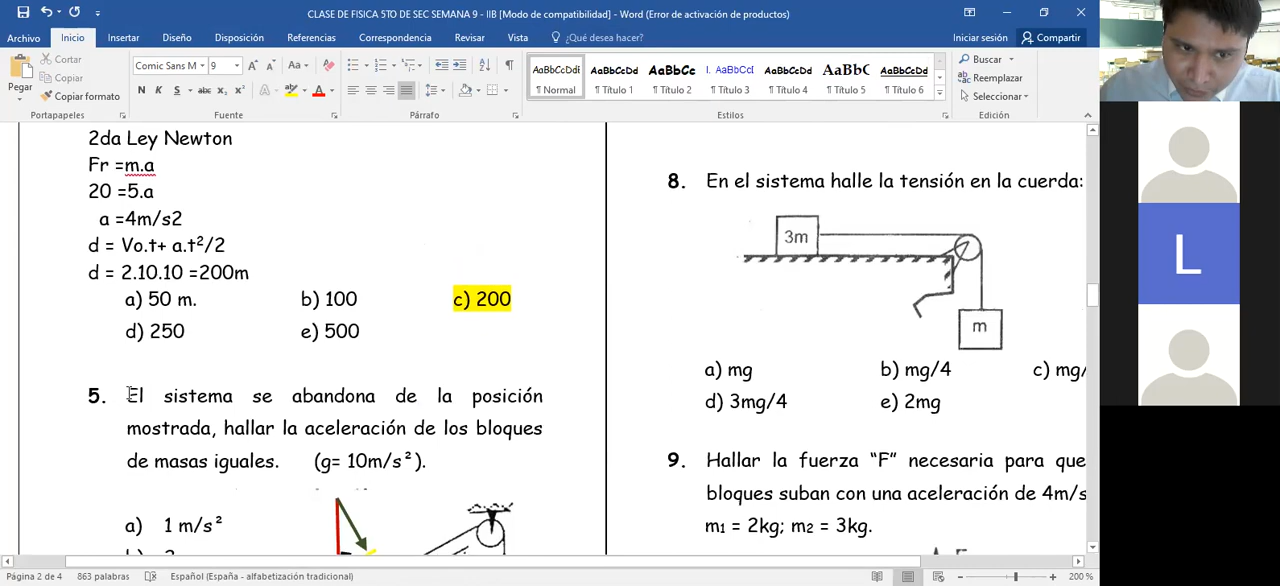 CLASE DE FISICA 5TO DE SEC SEMANA 9 - IIB [Modo de compatibilidad] - Word (Error de activación de productos)
Archivo Inicio Insertar Diseño Disposición Referencias Correspondencia Revisar Vista ¿Qué desea hacer? Iniciar sesión Compartir
Pegar
Cortar
Copiar
Copiar formato
Portapapeles
Comic Sans M 9
N K S abc x₂ x²
Fuente
Párrafo
AaBbCcDdI AaBbCcDd AaBbCc I. AaBbCcI AaBbCcDd AaBbC AaBbCcDd
¶ Normal ¶ Título 1 ¶ Título 2 ¶ Título 3 ¶ Título 4 ¶ Título 5 ¶ Título 6
Estilos
Buscar
Reemplazar
Seleccionar
Edición
2da Ley Newton
Fr =m.a
20 =5.a
a =4m/s2
d = Vo.t+ a.t²/2
d = 2.10.10 =200m
a) 50 m. b) 100 c) 200
d) 250 e) 500
5. El sistema se abandona de la posición
mostrada, hallar la aceleración de los bloques
de masas iguales. (g= 10m/s²).
a) 1 m/s²
8. En el sistema halle la tensión en la cuerda:
3m
m
a) mg b) mg/4 c) mg/
d) 3mg/4 e) 2mg
9. Hallar la fuerza “F” necesaria para que
bloques suban con una aceleración de 4m/s
m1 = 2kg; m2 = 3kg.
L
Página 2 de 4 863 palabras Español (España - alfabetización tradicional) 200 %